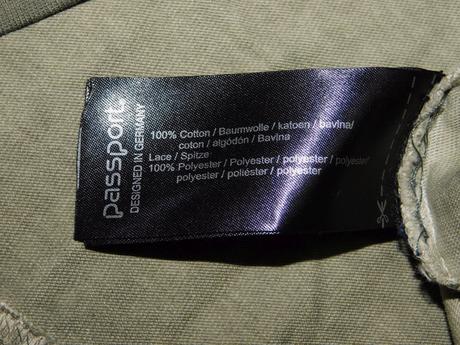 passport.
DESIGNED IN GERMANY
100% Cotton / Baumwolle / katoen / bavlna/
coton / algodón / Bavlna
Lace / Spitze
100% Polyester / Polyester / polyester / polyester/
polyester / poliéster / polyester